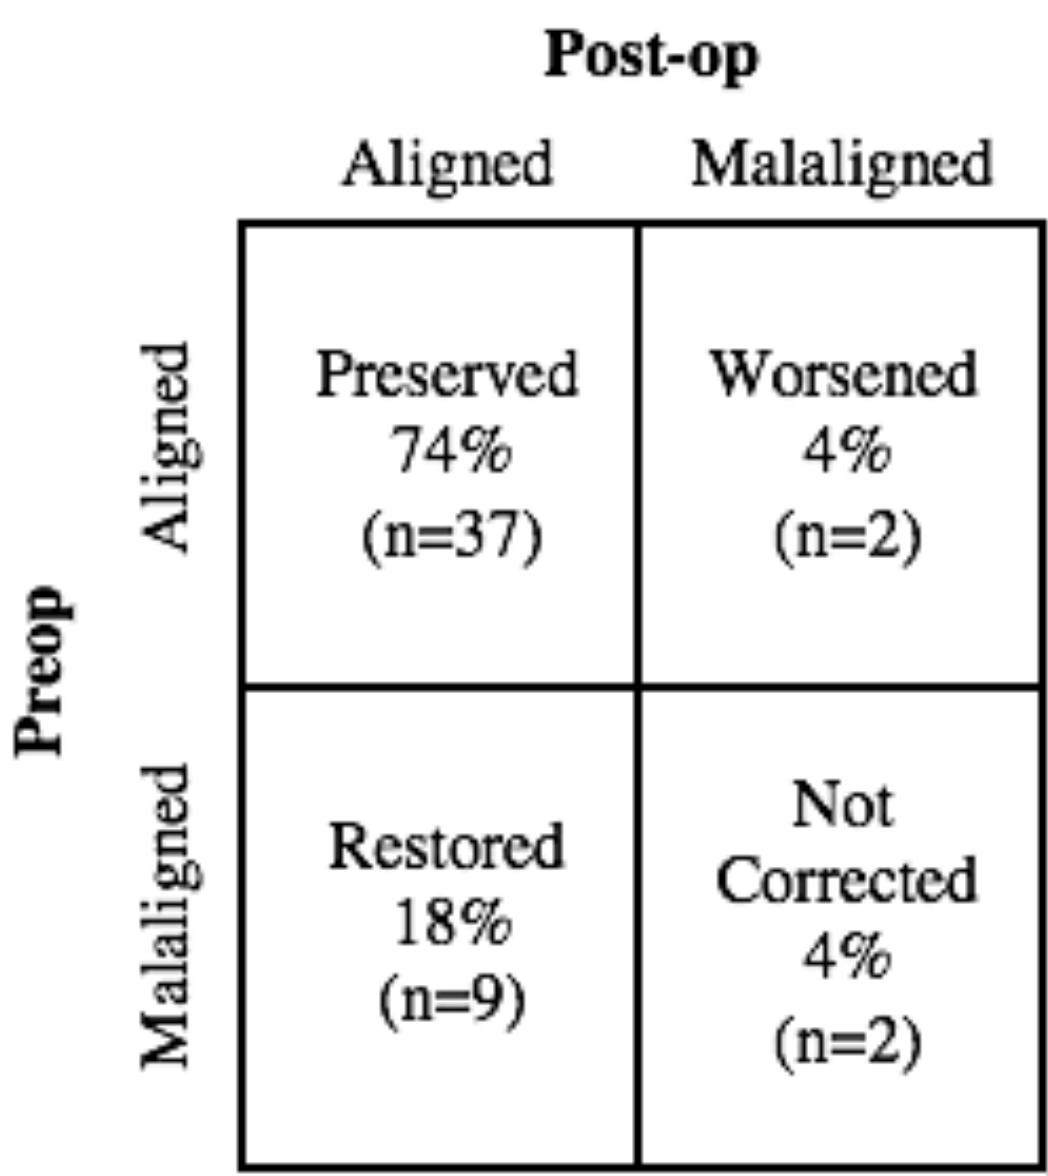 Post-op
Aligned Malaligned
Preop
Aligned
Preserved
74%
(n=37)
Worsened
4%
(n=2)
Malaligned
Restored
18%
(n=9)
Not
Corrected
4%
(n=2)